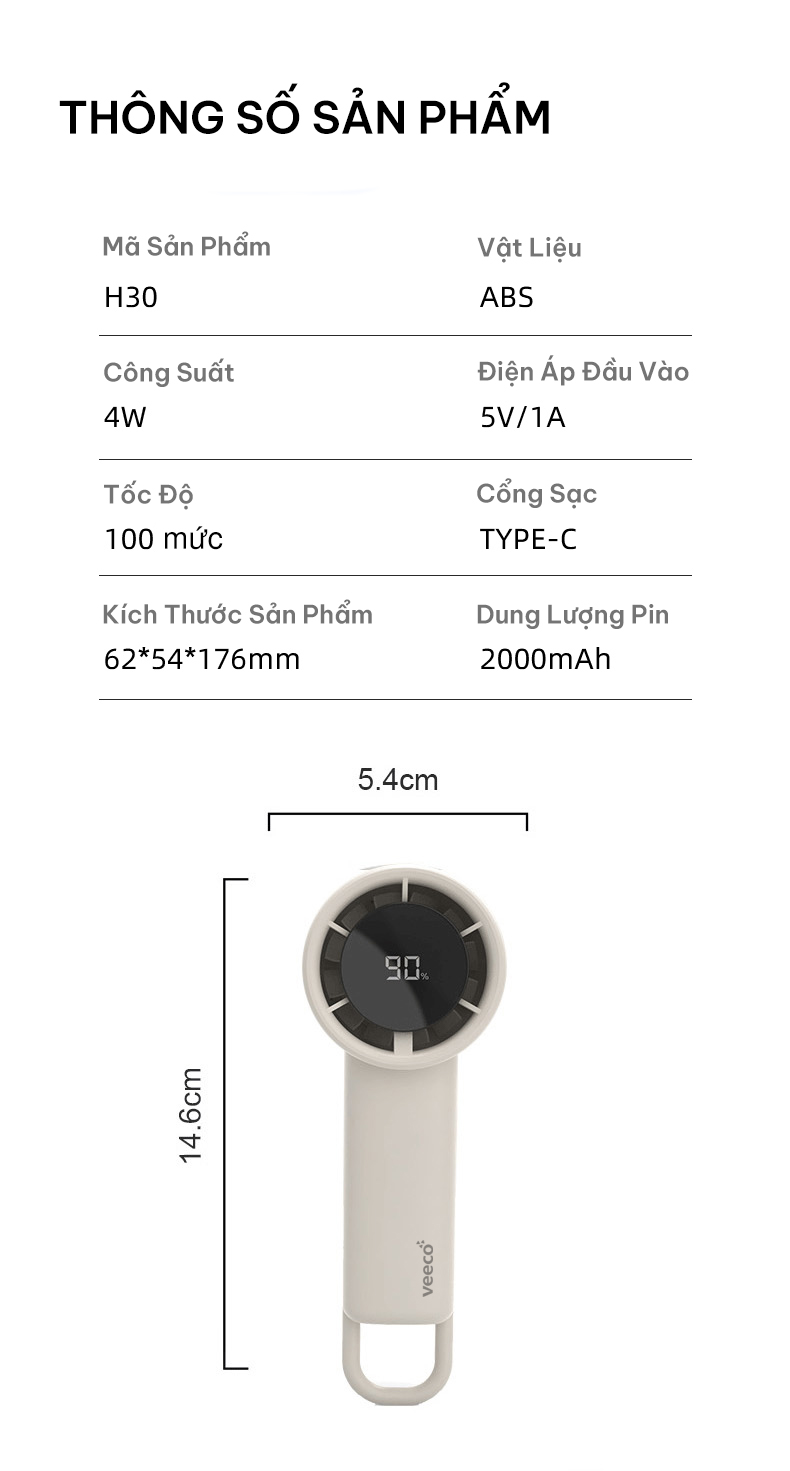 THÔNG SỐ SẢN PHẨM
Mã Sản Phẩm
H30
Vật Liệu
ABS
Công Suất
4W
Điện Áp Đầu Vào
5V/1A
Tốc Độ
100 mức
Cổng Sạc
TYPE-C
Kích Thước Sản Phẩm
62*54*176mm
Dung Lượng Pin
2000mAh
5.4cm
90%
14.6cm
veeco